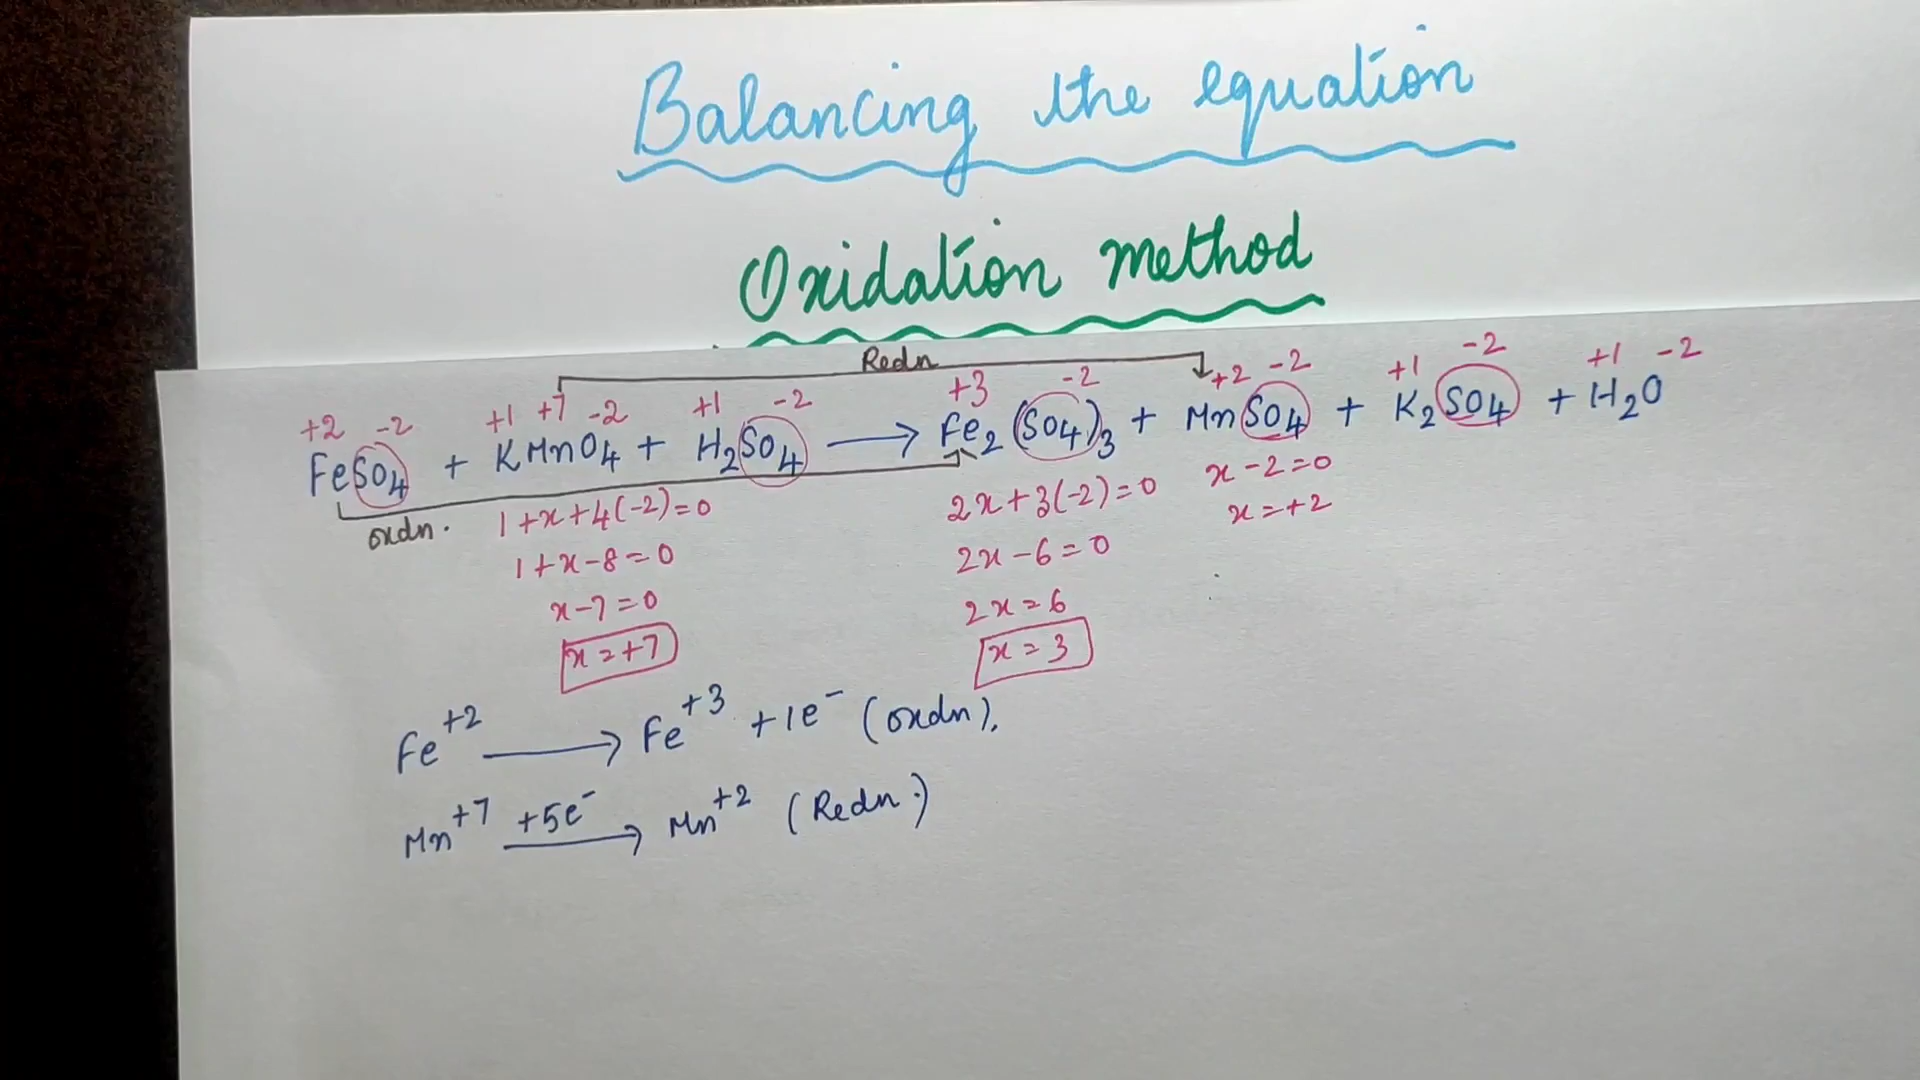 Balancing the equation
Oxidation method
Redn
+2 -2 +1 +7 -2 +1 -2 +3 -2 +2 -2 +1 -2 +1 -2
FeSO₄ + KMnO₄ + H₂SO₄ → Fe₂(SO₄)₃ + MnSO₄ + K₂SO₄ + H₂O
oxdn.
1+x+4(-2)=0
1+x-8=0
x-7=0
x=+7
2x+3(-2)=0
2x-6=0
2x=6
x=3
x-2=0
x=+2
Fe⁺² → Fe⁺³ +1e⁻ (oxdn).
Mn⁺⁷ +5e⁻ → Mn⁺² (Redn.)